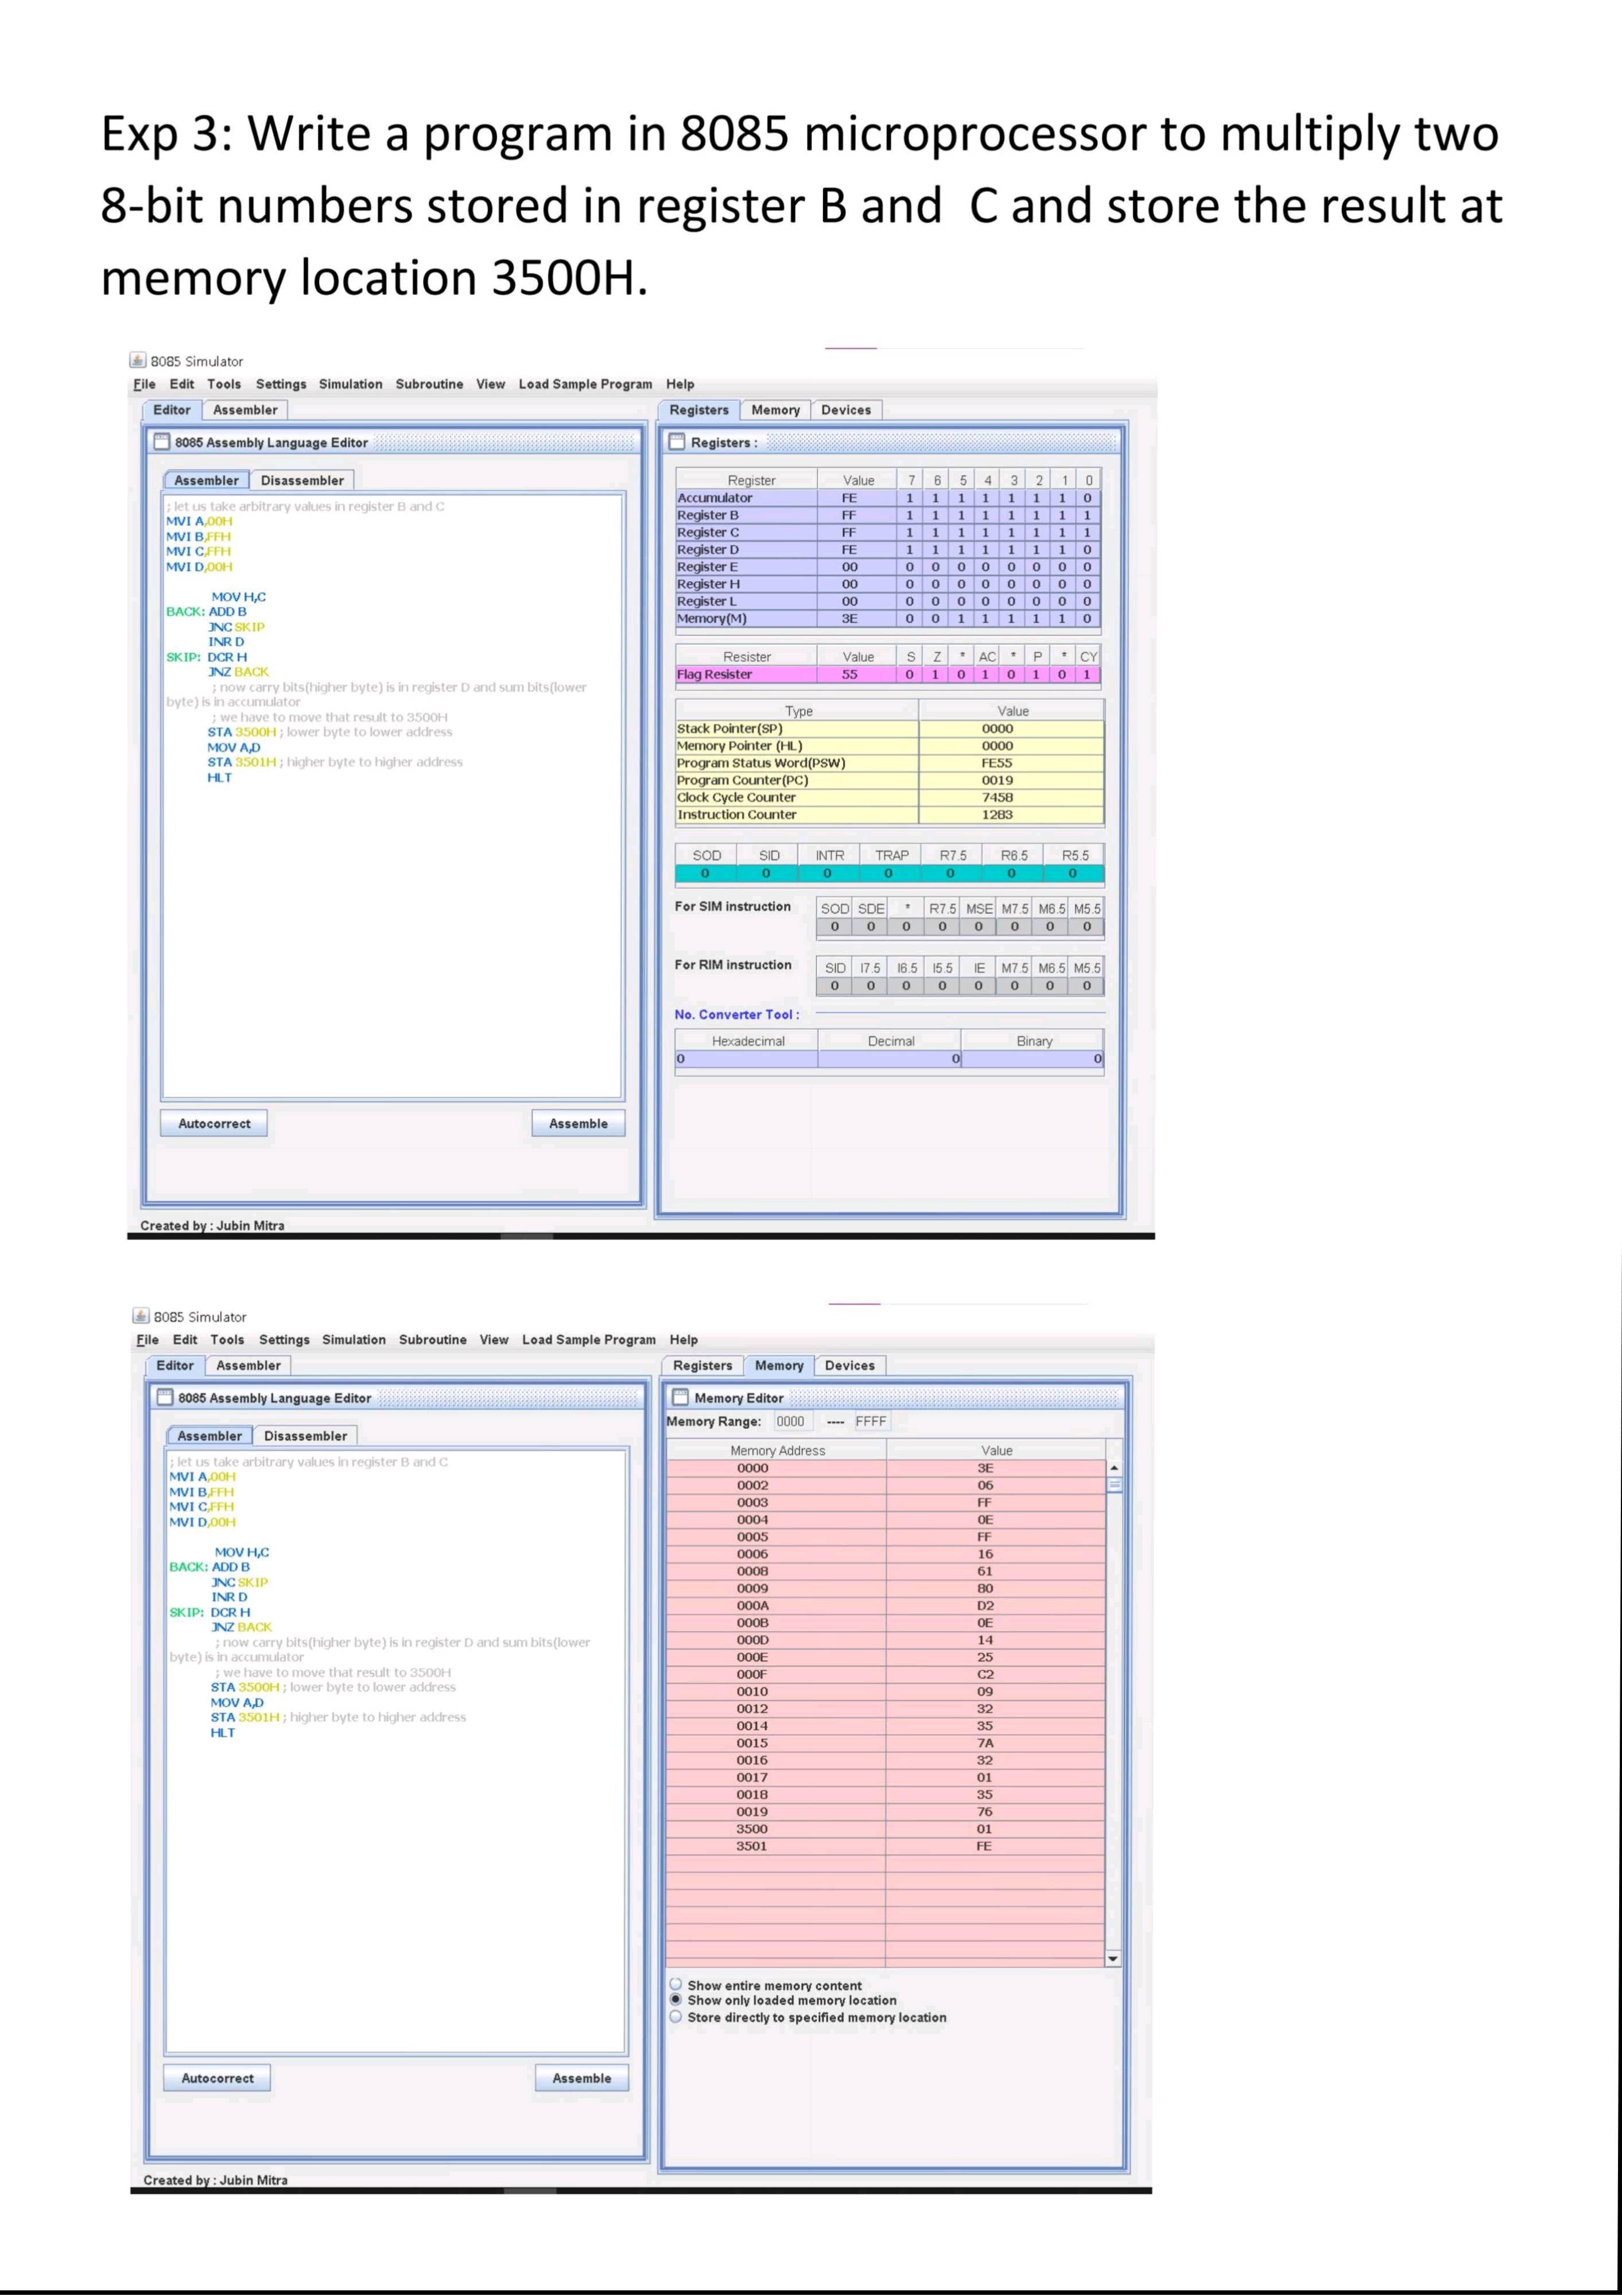 Exp 3: Write a program in 8085 microprocessor to multiply two
8-bit numbers stored in register B and C and store the result at
memory location 3500H.
8085 Simulator
File Edit Tools Settings Simulation Subroutine View Load Sample Program Help
Editor Assembler
8085 Assembly Language Editor
Assembler Disassembler
; let us take arbitrary values in register B and C
MVI A,00H
MVI B,FFH
MVI C,FFH
MVI D,00H
MOV H,C
BACK: ADD B
JNC SKIP
INR D
SKIP: DCR H
JNZ BACK
; now carry bits(higher byte) is in register D and sum bits(lower
byte) is in accumulator
; we have to move that result to 3500H
STA 3500H ; lower byte to lower address
MOV A,D
STA 3501H ; higher byte to higher address
HLT
Autocorrect Assemble
Registers Memory Devices
Registers :
Register Value 7 6 5 4 3 2 1 0
Accumulator FE 1 1 1 1 1 1 1 0
Register B FF 1 1 1 1 1 1 1 1
Register C FF 1 1 1 1 1 1 1 1
Register D FE 1 1 1 1 1 1 1 0
Register E 00 0 0 0 0 0 0 0 0
Register H 00 0 0 0 0 0 0 0 0
Register L 00 0 0 0 0 0 0 0 0
Memory(M) 3E 0 0 1 1 1 1 1 0
Resister Value S Z * AC * P * CY
Flag Resister 55 0 1 0 1 0 1 0 1
Type Value
Stack Pointer(SP) 0000
Memory Pointer (HL) 0000
Program Status Word(PSW) FE55
Program Counter(PC) 0019
Clock Cycle Counter 7458
Instruction Counter 1283
SOD SID INTR TRAP R7.5 R6.5 R5.5
0 0 0 0 0 0 0
For SIM instruction SOD SDE * R7.5 MSE M7.5 M6.5 M5.5
0 0 0 0 0 0 0 0
For RIM instruction SID I7.5 I6.5 I5.5 IE M7.5 M6.5 M5.5
0 0 0 0 0 0 0 0
No. Converter Tool :
Hexadecimal Decimal Binary
0 0 0
Created by : Jubin Mitra
8085 Simulator
File Edit Tools Settings Simulation Subroutine View Load Sample Program Help
Editor Assembler
8085 Assembly Language Editor
Assembler Disassembler
; let us take arbitrary values in register B and C
MVI A,00H
MVI B,FFH
MVI C,FFH
MVI D,00H
MOV H,C
BACK: ADD B
JNC SKIP
INR D
SKIP: DCR H
JNZ BACK
; now carry bits(higher byte) is in register D and sum bits(lower
byte) is in accumulator
; we have to move that result to 3500H
STA 3500H ; lower byte to lower address
MOV A,D
STA 3501H ; higher byte to higher address
HLT
Autocorrect Assemble
Registers Memory Devices
Memory Editor
Memory Range: 0000 ---- FFFF
Memory Address Value
0000 3E
0002 06
0003 FF
0004 0E
0005 FF
0006 16
0008 61
0009 80
000A D2
000B 0E
000D 14
000E 25
000F C2
0010 09
0012 32
0014 35
0015 7A
0016 32
0017 01
0018 35
0019 76
3500 01
3501 FE
Show entire memory content
Show only loaded memory location
Store directly to specified memory location
Created by : Jubin Mitra